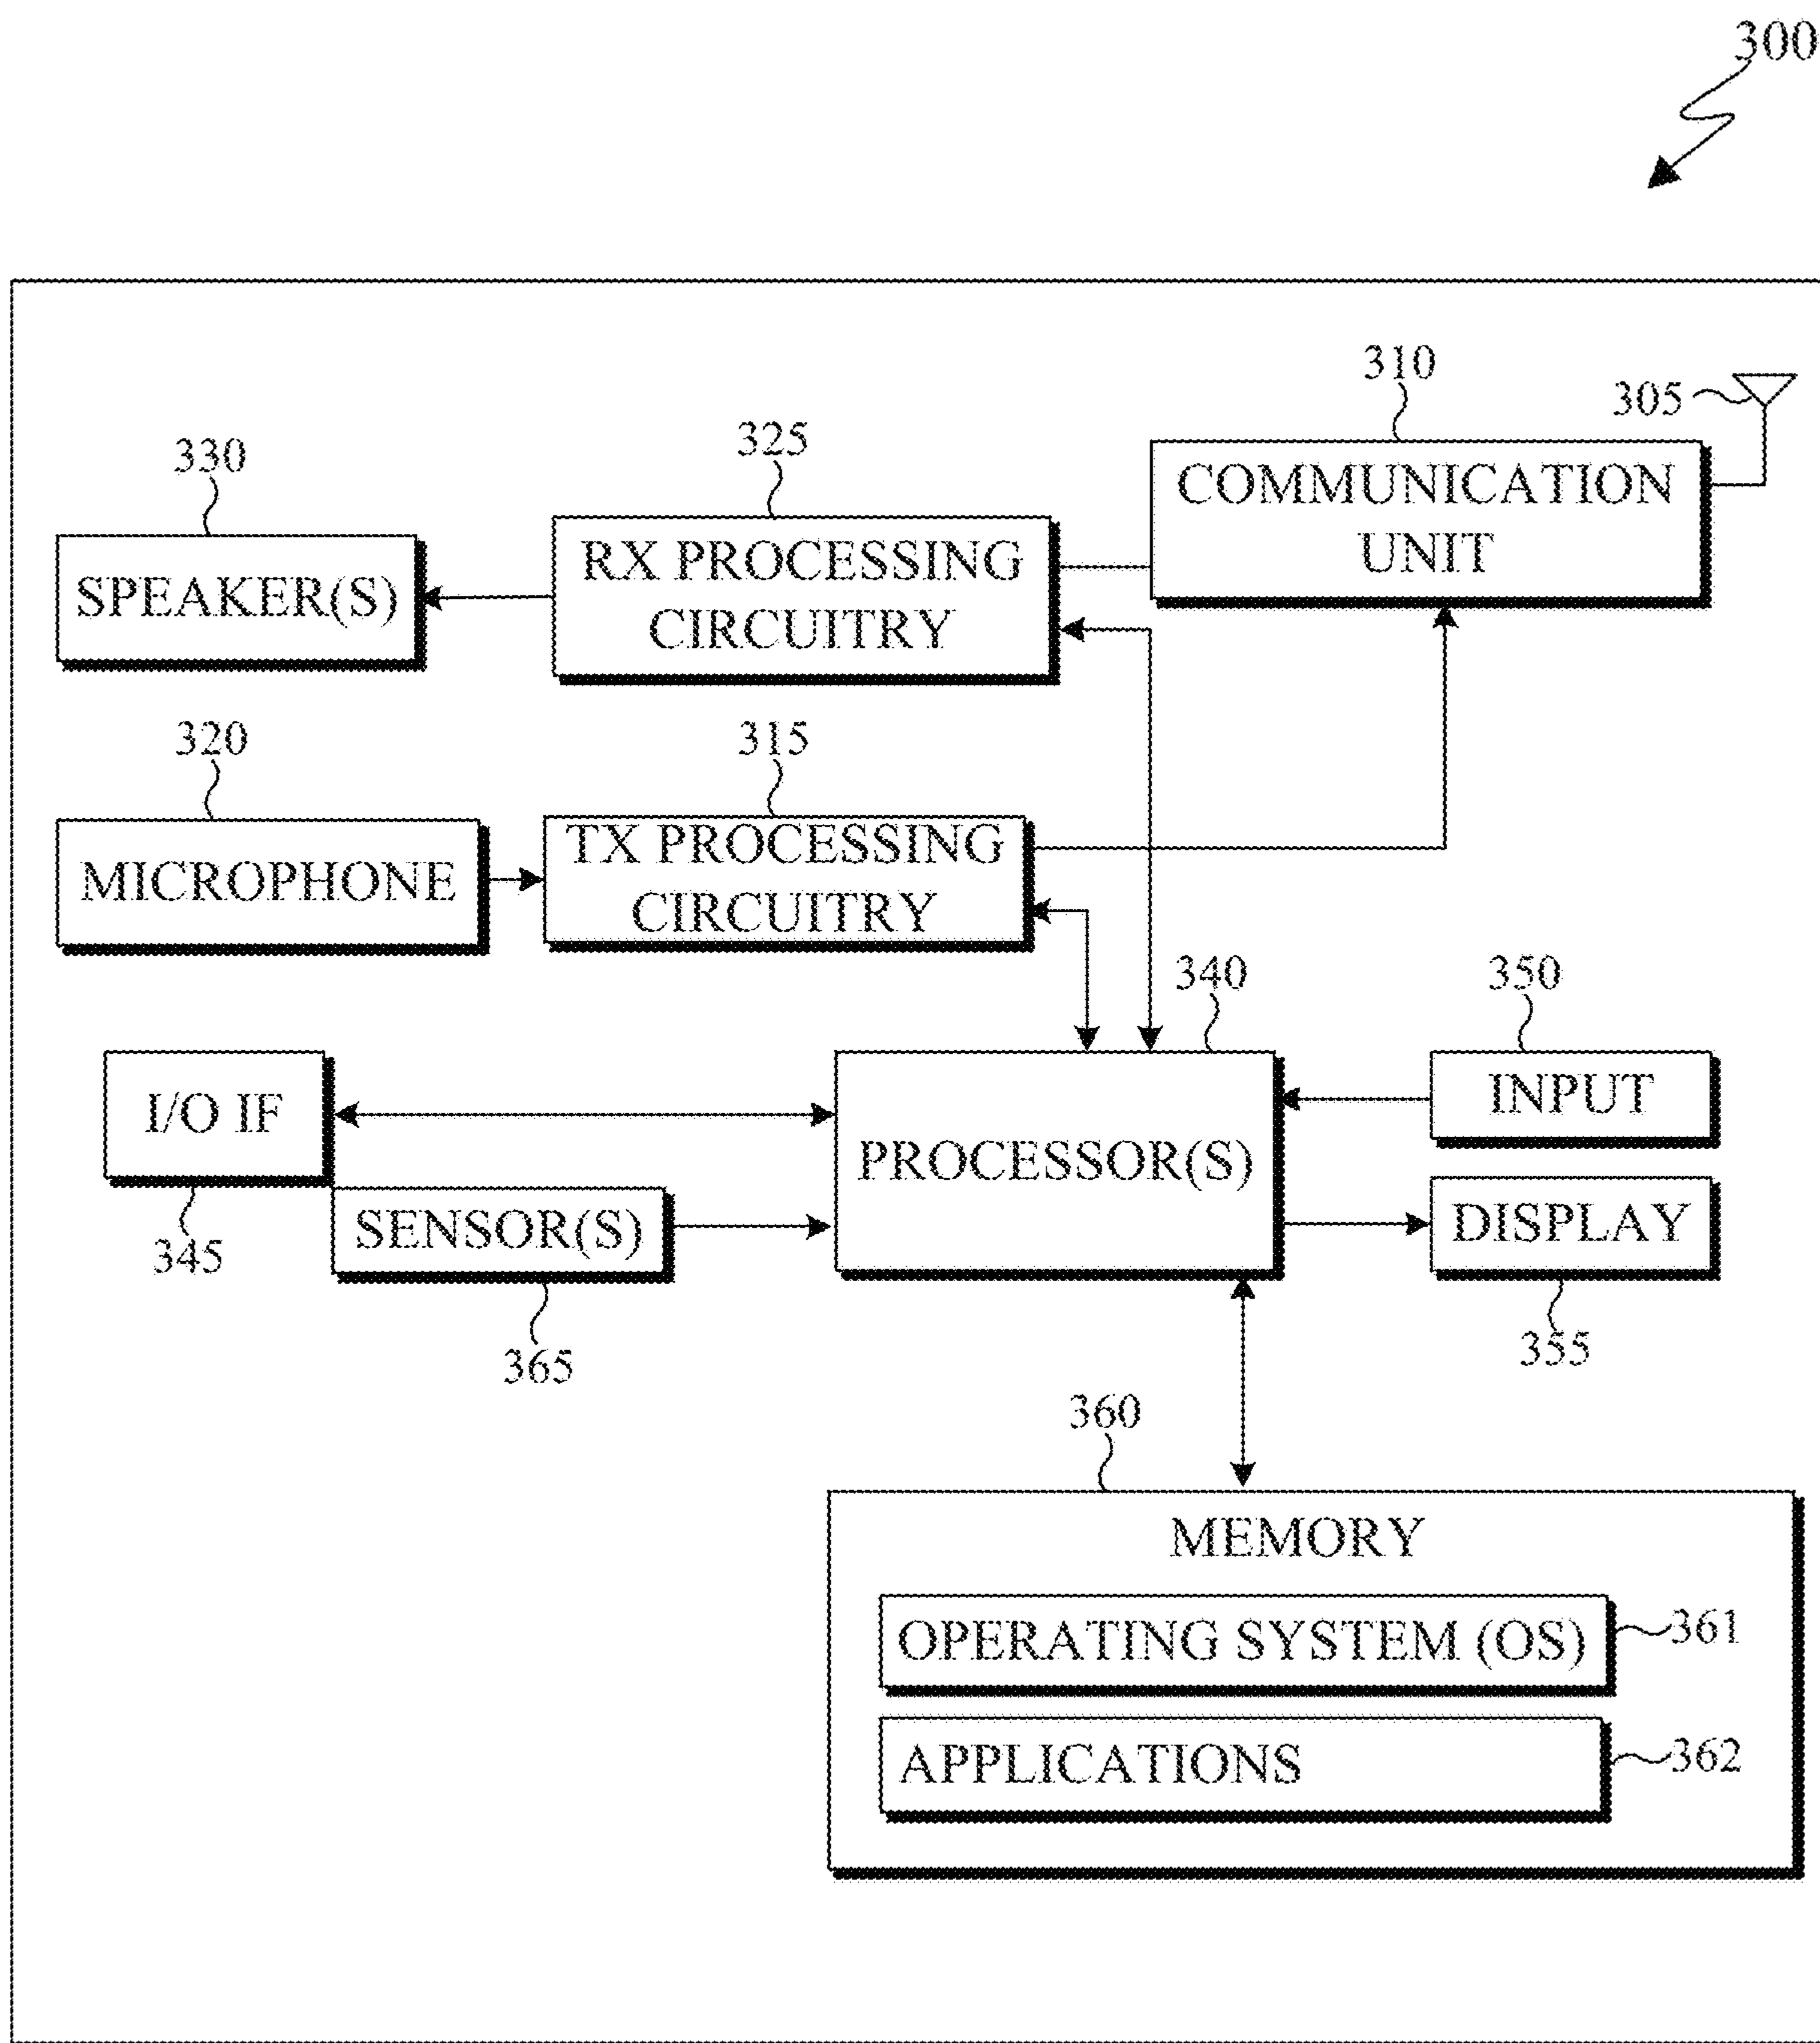 300
310
305
325
330
COMMUNICATION
UNIT
RX PROCESSING
CIRCUITRY
SPEAKER(S)
320
315
MICROPHONE
TX PROCESSING
CIRCUITRY
340
350
I/O IF
INPUT
PROCESSOR(S)
SENSOR(S)
DISPLAY
345
365
355
360
MEMORY
OPERATING SYSTEM (OS)
361
APPLICATIONS
362